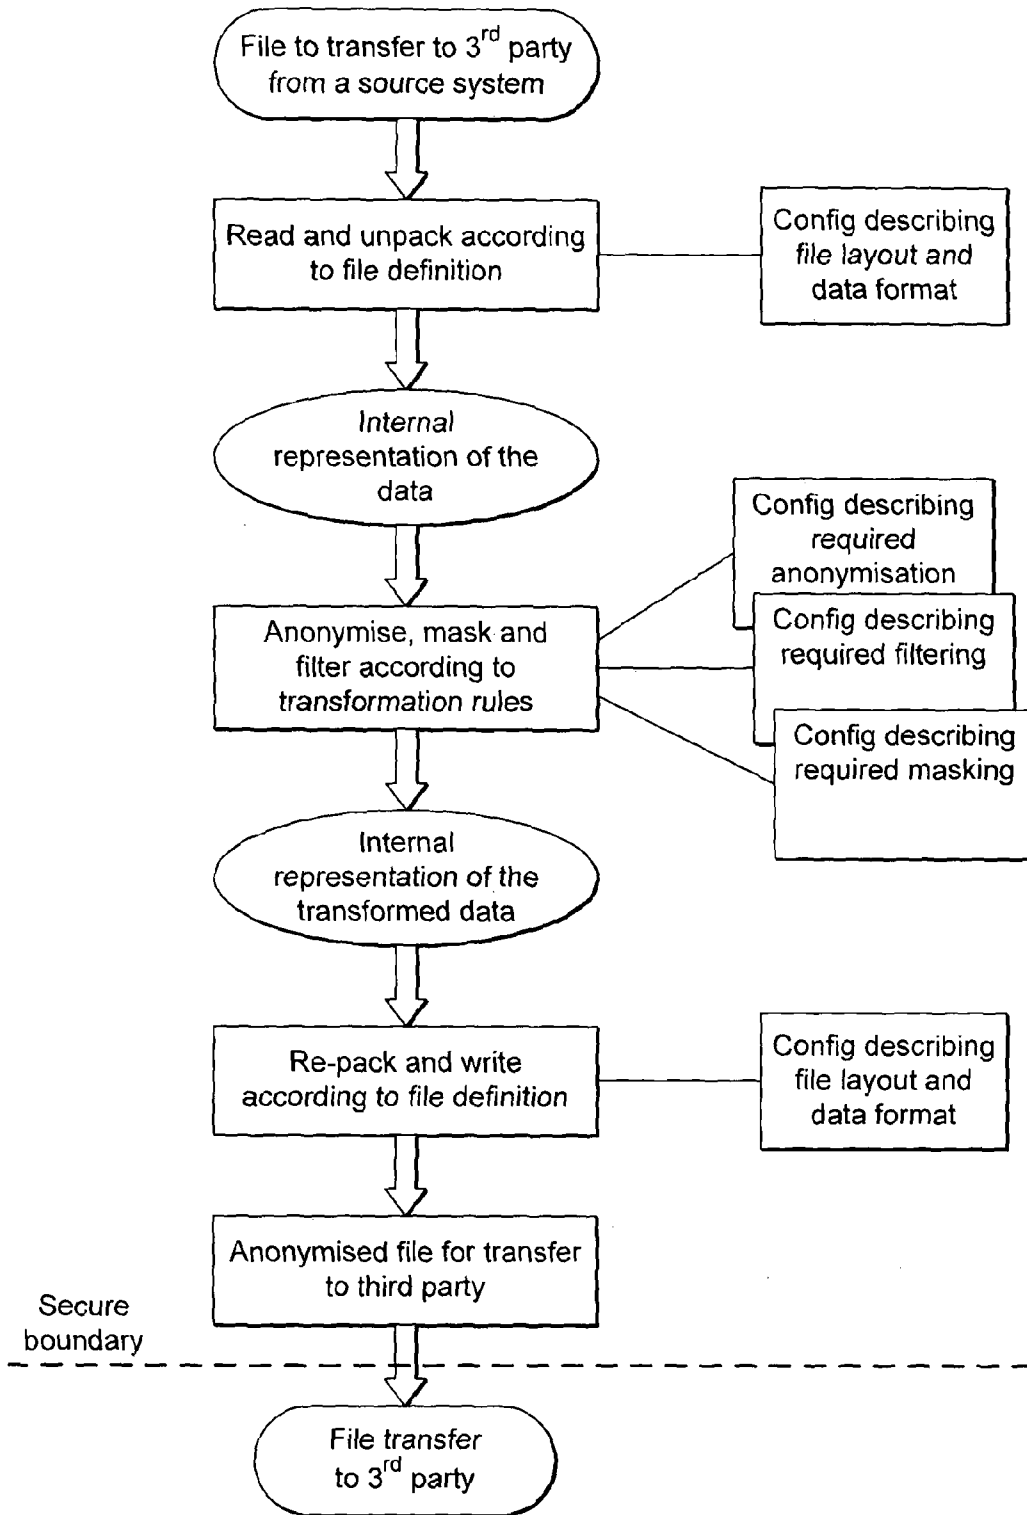 File to transfer to 3rd party
from a source system
Read and unpack according
to file definition
Config describing
file layout and
data format
Internal
representation of the
data
Config describing
required
anonymisation
Anonymise, mask and
filter according to
transformation rules
Config describing
required filtering
Config describing
required masking
Internal
representation of the
transformed data
Re-pack and write
according to file definition
Config describing
file layout and
data format
Anonymised file for transfer
to third party
Secure
boundary
File transfer
to 3rd party